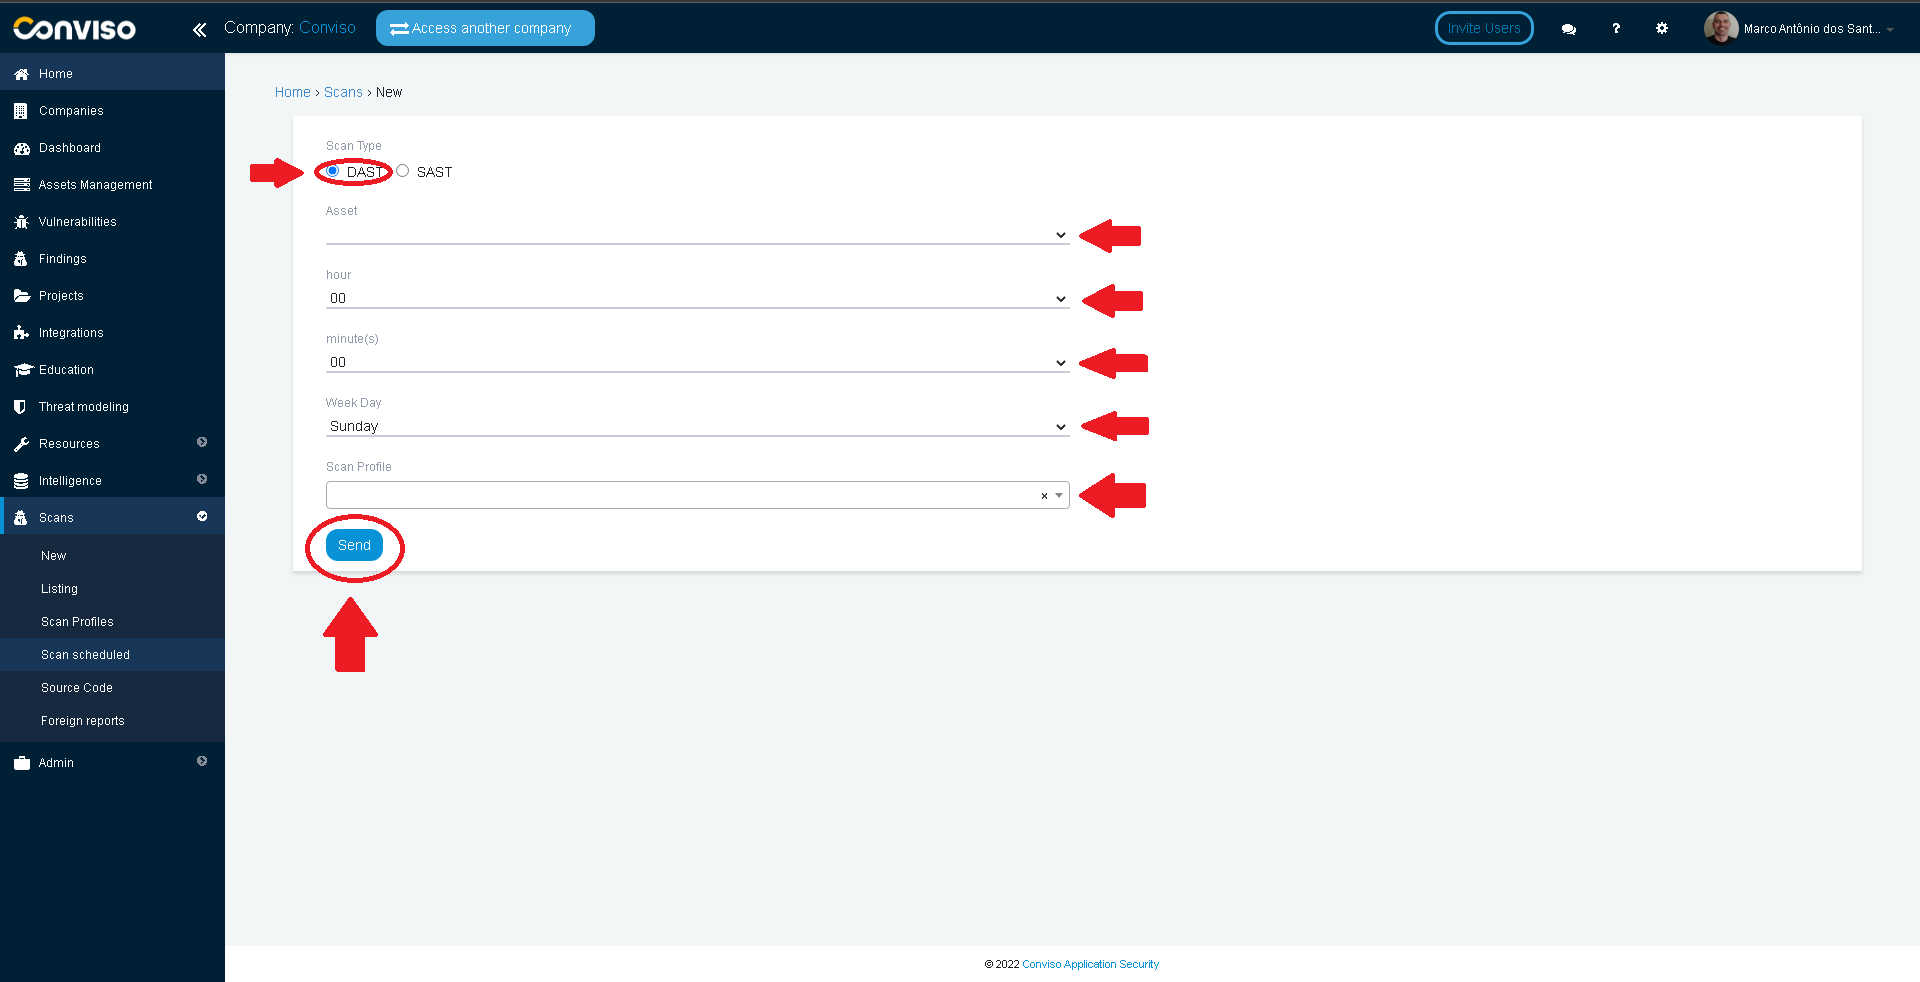 Conviso
Company: Conviso
Access another company
Invite Users
?
Marco Antônio dos Sant...
Home
Companies
Dashboard
Assets Management
Vulnerabilities
Findings
Projects
Integrations
Education
Threat modeling
Resources
Intelligence
Scans
New
Listing
Scan Profiles
Scan scheduled
Source Code
Foreign reports
Admin
Home › Scans › New
Scan Type
DAST SAST
Asset
hour
00
minute(s)
00
Week Day
Sunday
Scan Profile
×
Send
© 2022 Conviso Application Security